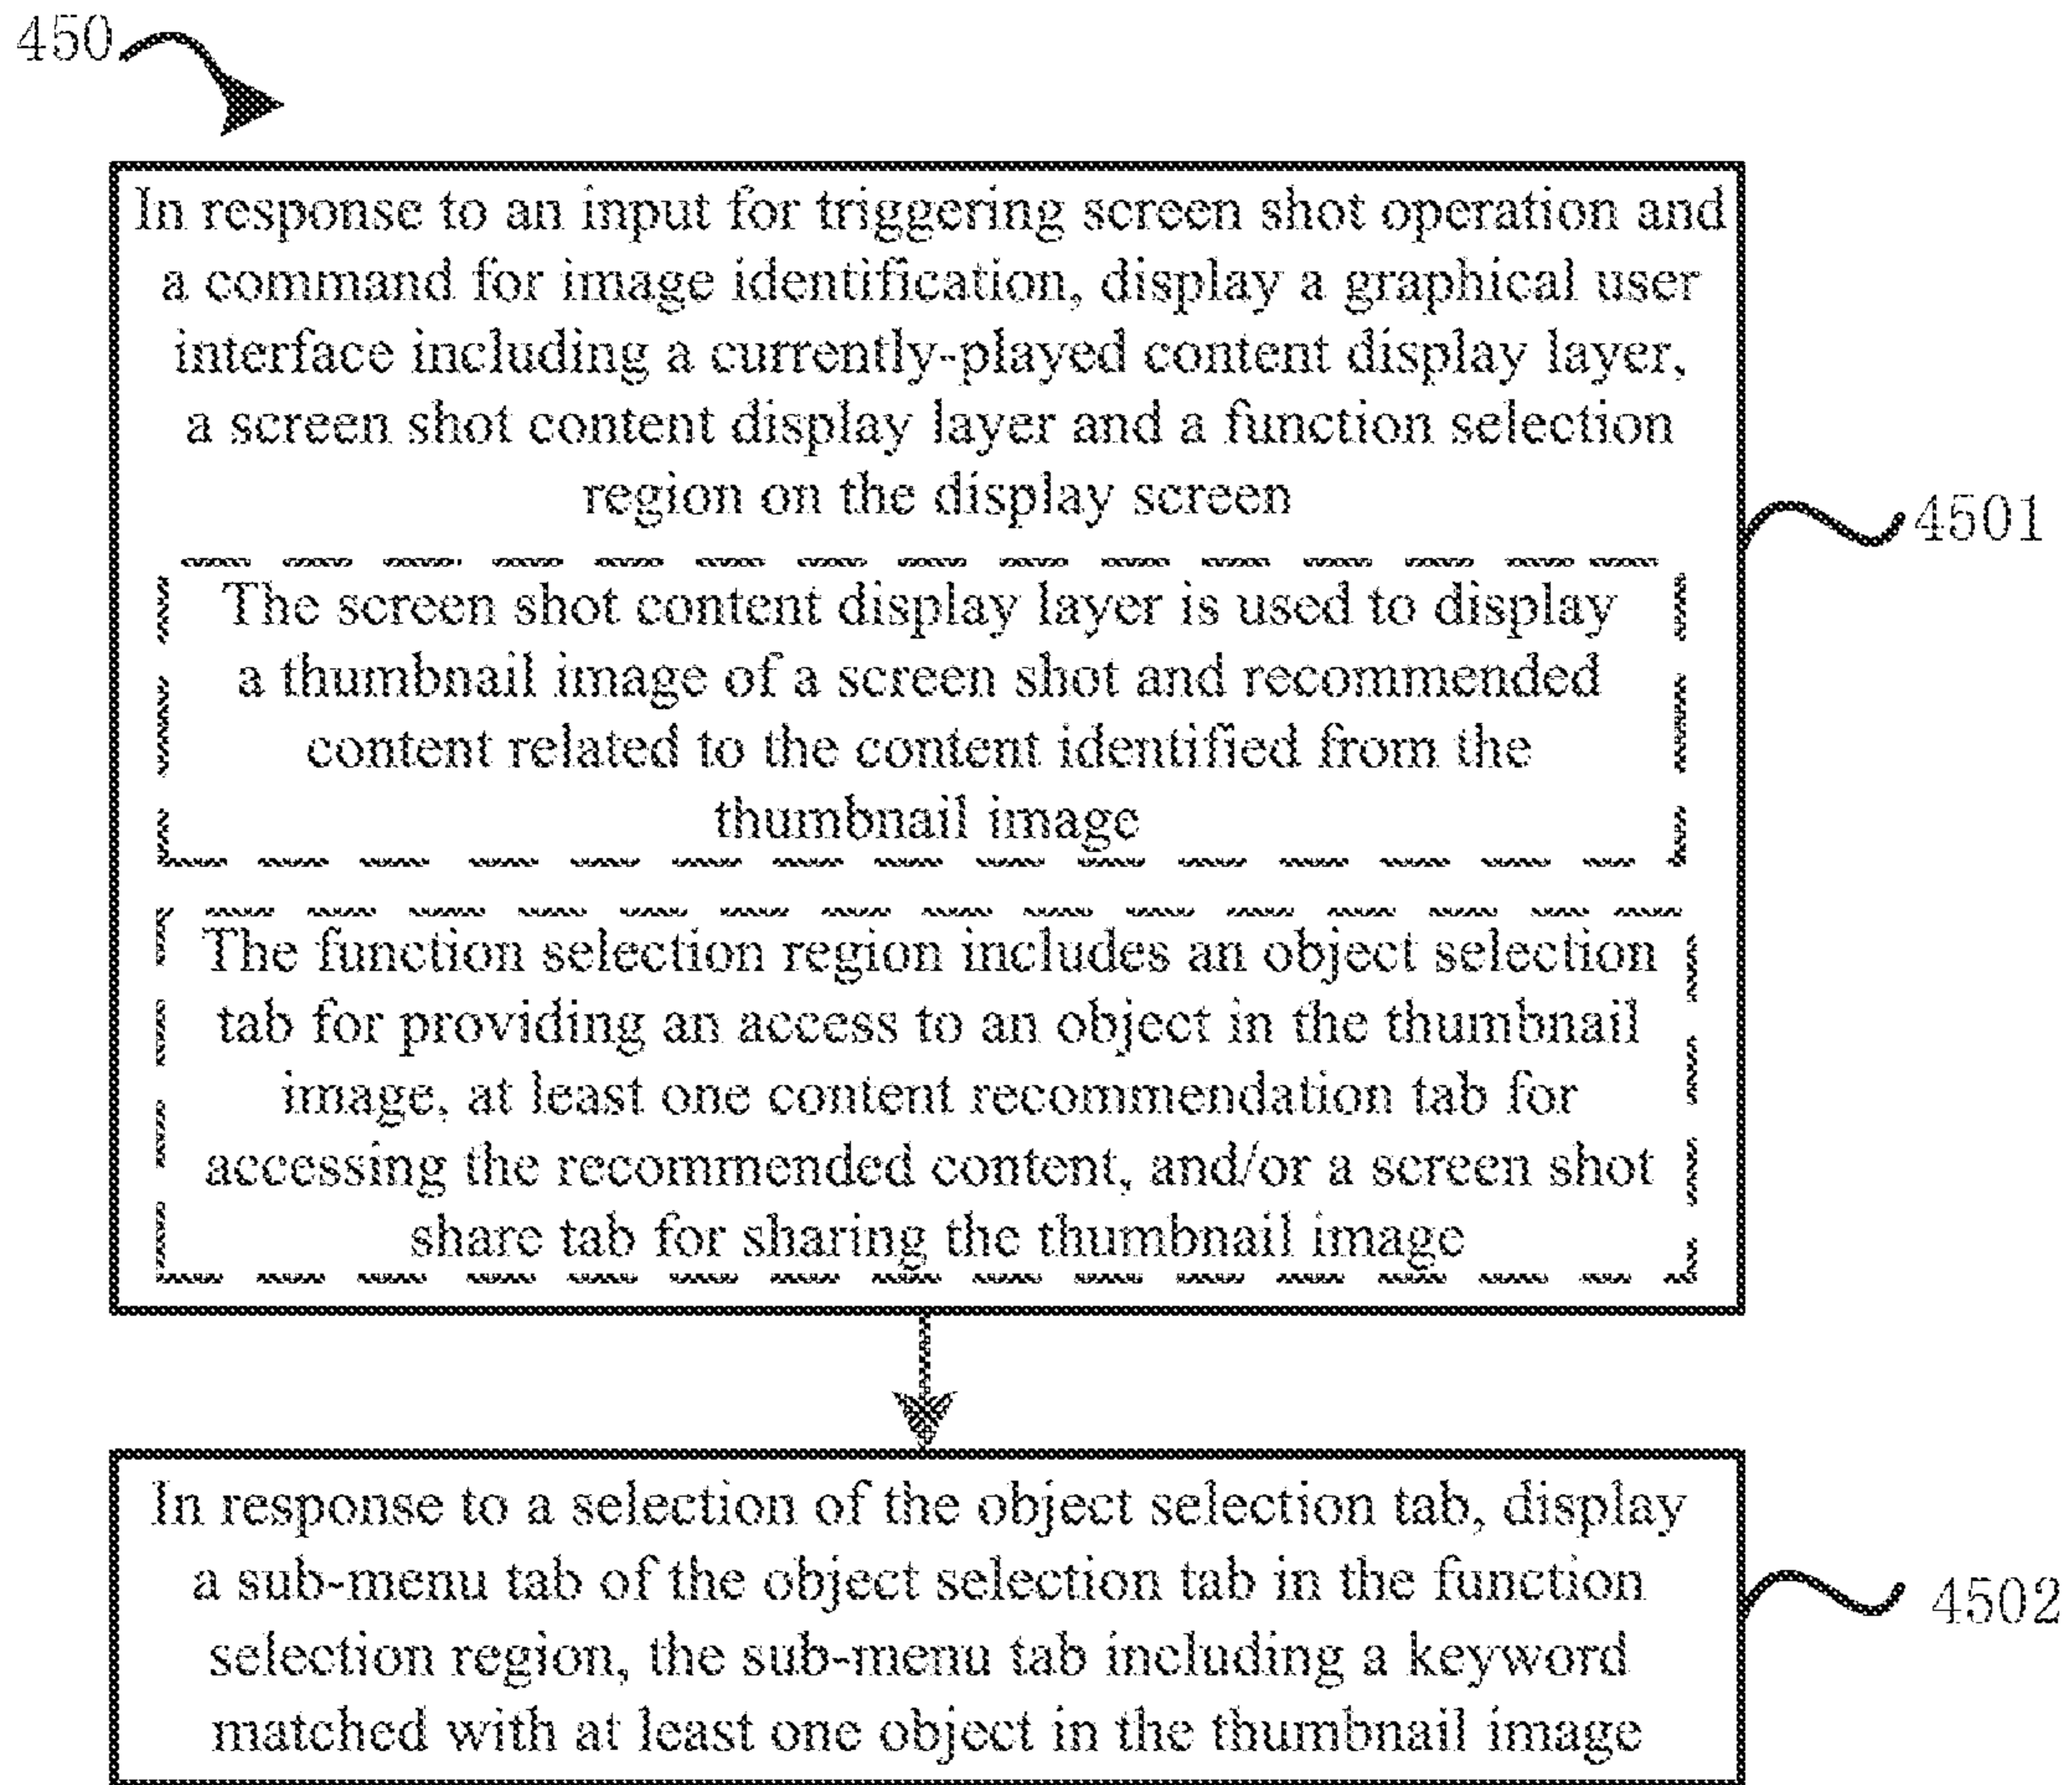 450
In response to an input for triggering screen shot operation and
a command for image identification, display a graphical user
interface including a currently-played content display layer,
a screen shot content display layer and a function selection
region on the display screen
4501
The screen shot content display layer is used to display
a thumbnail image of a screen shot and recommended
content related to the content identified from the
thumbnail image
The function selection region includes an object selection
tab for providing an access to an object in the thumbnail
image, at least one content recommendation tab for
accessing the recommended content, and/or a screen shot
share tab for sharing the thumbnail image
In response to a selection of the object selection tab, display
a sub-menu tab of the object selection tab in the function
selection region, the sub-menu tab including a keyword
matched with at least one object in the thumbnail image
4502